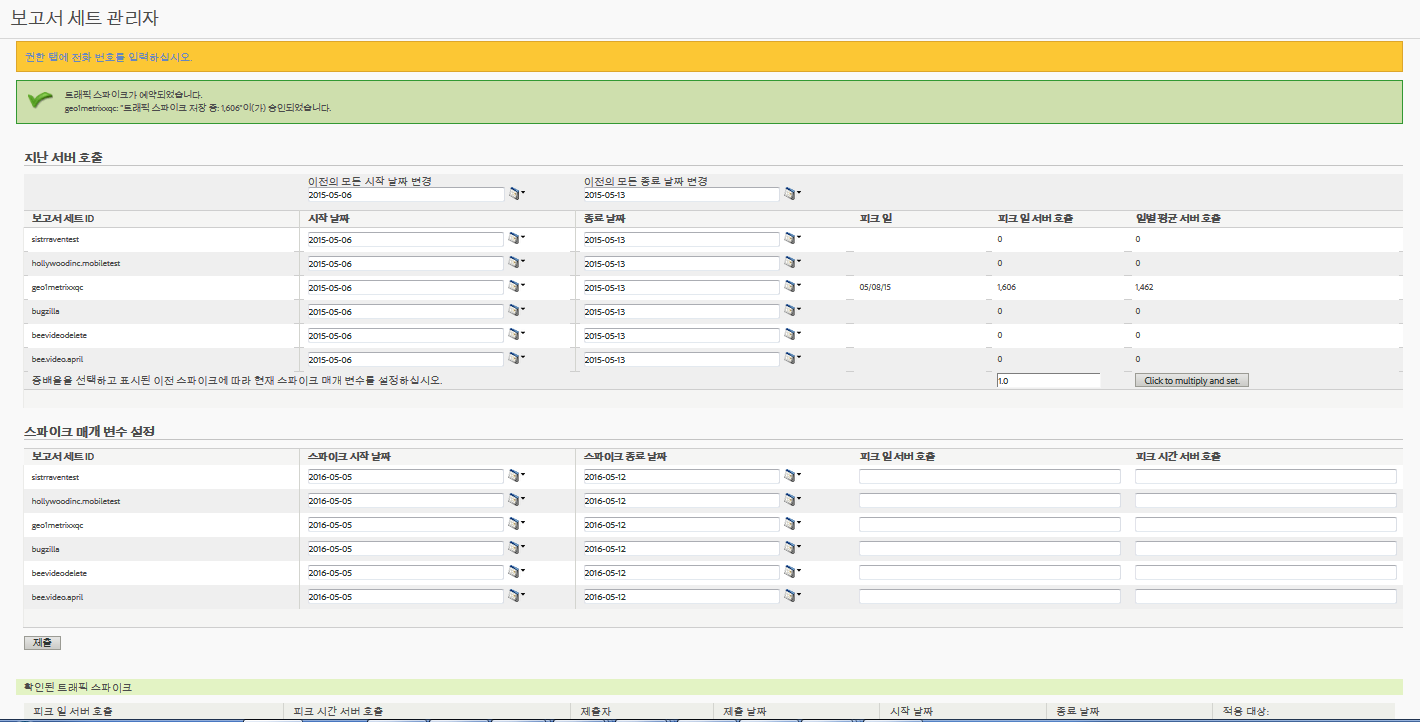 보고서 세트 관리자
권한 탭에 전화 번호를 입력하십시오.
트래픽 스파이크가 예약되었습니다.
geo1metrixxqc: "트래픽 스파이크 저장 중: 1,606"이(가) 승인되었습니다.
지난 서버 호출
이전의 모든 시작 날짜 변경 이전의 모든 종료 날짜 변경
2015-05-06 2015-05-13
보고서 세트 ID 시작 날짜 종료 날짜 피크 일 피크 일 서버 호출 일별 평균 서버 호출
sistrraventest 2015-05-06 2015-05-13 0 0
hollywoodinc.mobiletest 2015-05-06 2015-05-13 0 0
geo1metrixxqc 2015-05-06 2015-05-13 05/08/15 1,606 1,462
bugzilla 2015-05-06 2015-05-13 0 0
beevideodelete 2015-05-06 2015-05-13 0 0
bee.video.april 2015-05-06 2015-05-13 0 0
증배율을 선택하고 표시된 이전 스파이크에 따라 현재 스파이크 매개 변수를 설정하십시오. 1.0 Click to multiply and set.
스파이크 매개 변수 설정
보고서 세트 ID 스파이크 시작 날짜 스파이크 종료 날짜 피크 일 서버 호출 피크 시간 서버 호출
sistrraventest 2016-05-05 2016-05-12
hollywoodinc.mobiletest 2016-05-05 2016-05-12
geo1metrixxqc 2016-05-05 2016-05-12
bugzilla 2016-05-05 2016-05-12
beevideodelete 2016-05-05 2016-05-12
bee.video.april 2016-05-05 2016-05-12
제출
확인된 트래픽 스파이크
피크 일 서버 호출 피크 시간 서버 호출 제출자 제출 날짜 시작 날짜 종료 날짜 적용 대상: